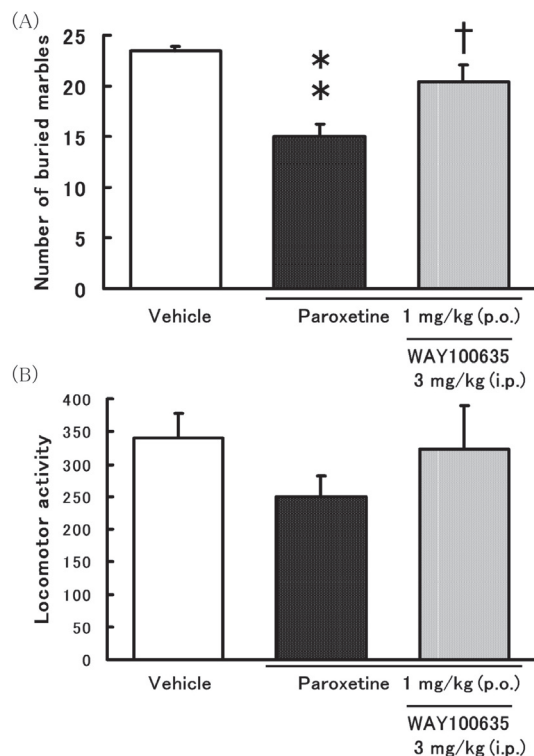 (A)
Number of buried marbles
25
20
15
10
5
0
**
†
Vehicle
Paroxetine 1 mg/kg (p.o.)
WAY100635
3 mg/kg (i.p.)
(B)
Locomotor activity
400
350
300
250
200
150
100
50
0
Vehicle
Paroxetine 1 mg/kg (p.o.)
WAY100635
3 mg/kg (i.p.)